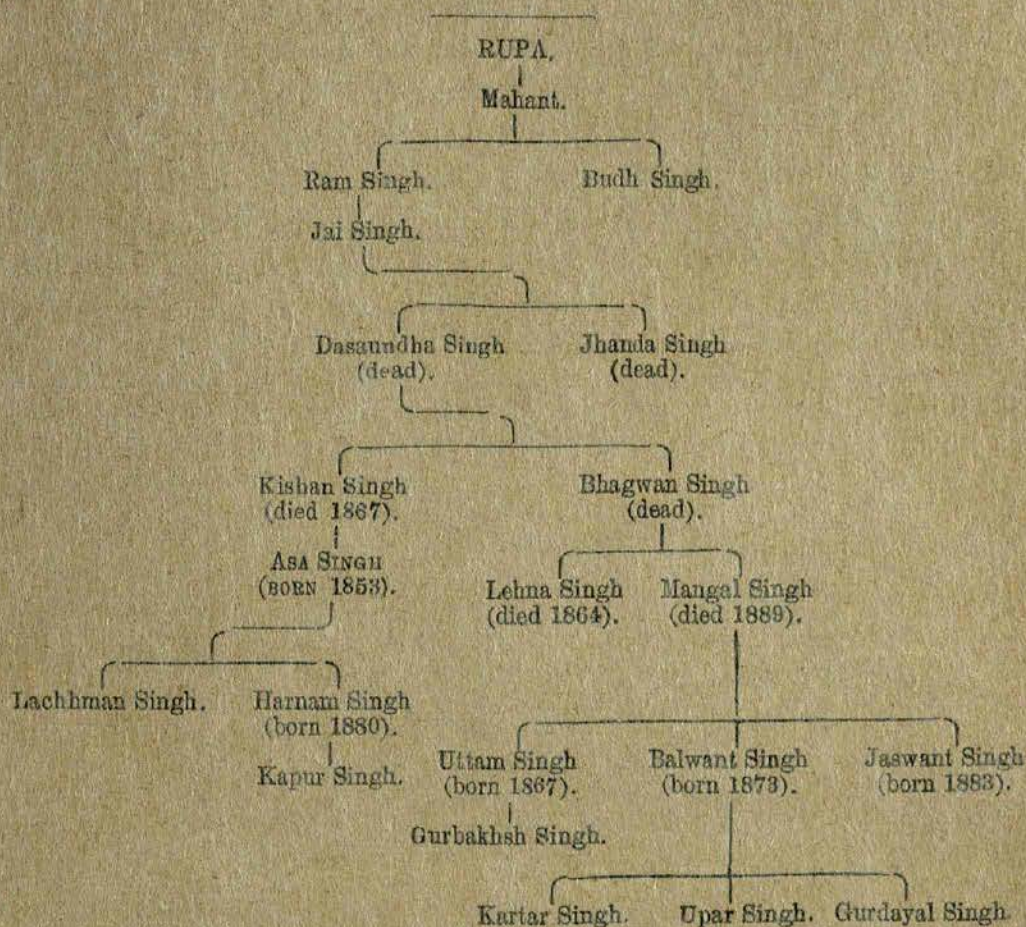 RUPA,
Mahant.
Ram Singh. Budh Singh.
Jai Singh.
Dasaundha Singh Jhanda Singh
(dead). (dead).
Kishan Singh Bhagwan Singh
(died 1867). (dead).
ASA SINGH
(BORN 1853). Lehna Singh Mangal Singh
(died 1864). (died 1889).
Lachhman Singh. Harnam Singh
(born 1880).
Kapur Singh. Uttam Singh Balwant Singh Jaswant Singh
(born 1867). (born 1873). (born 1883).
Gurbakhsh Singh.
Kartar Singh. Upar Singh. Gurdayal Singh.